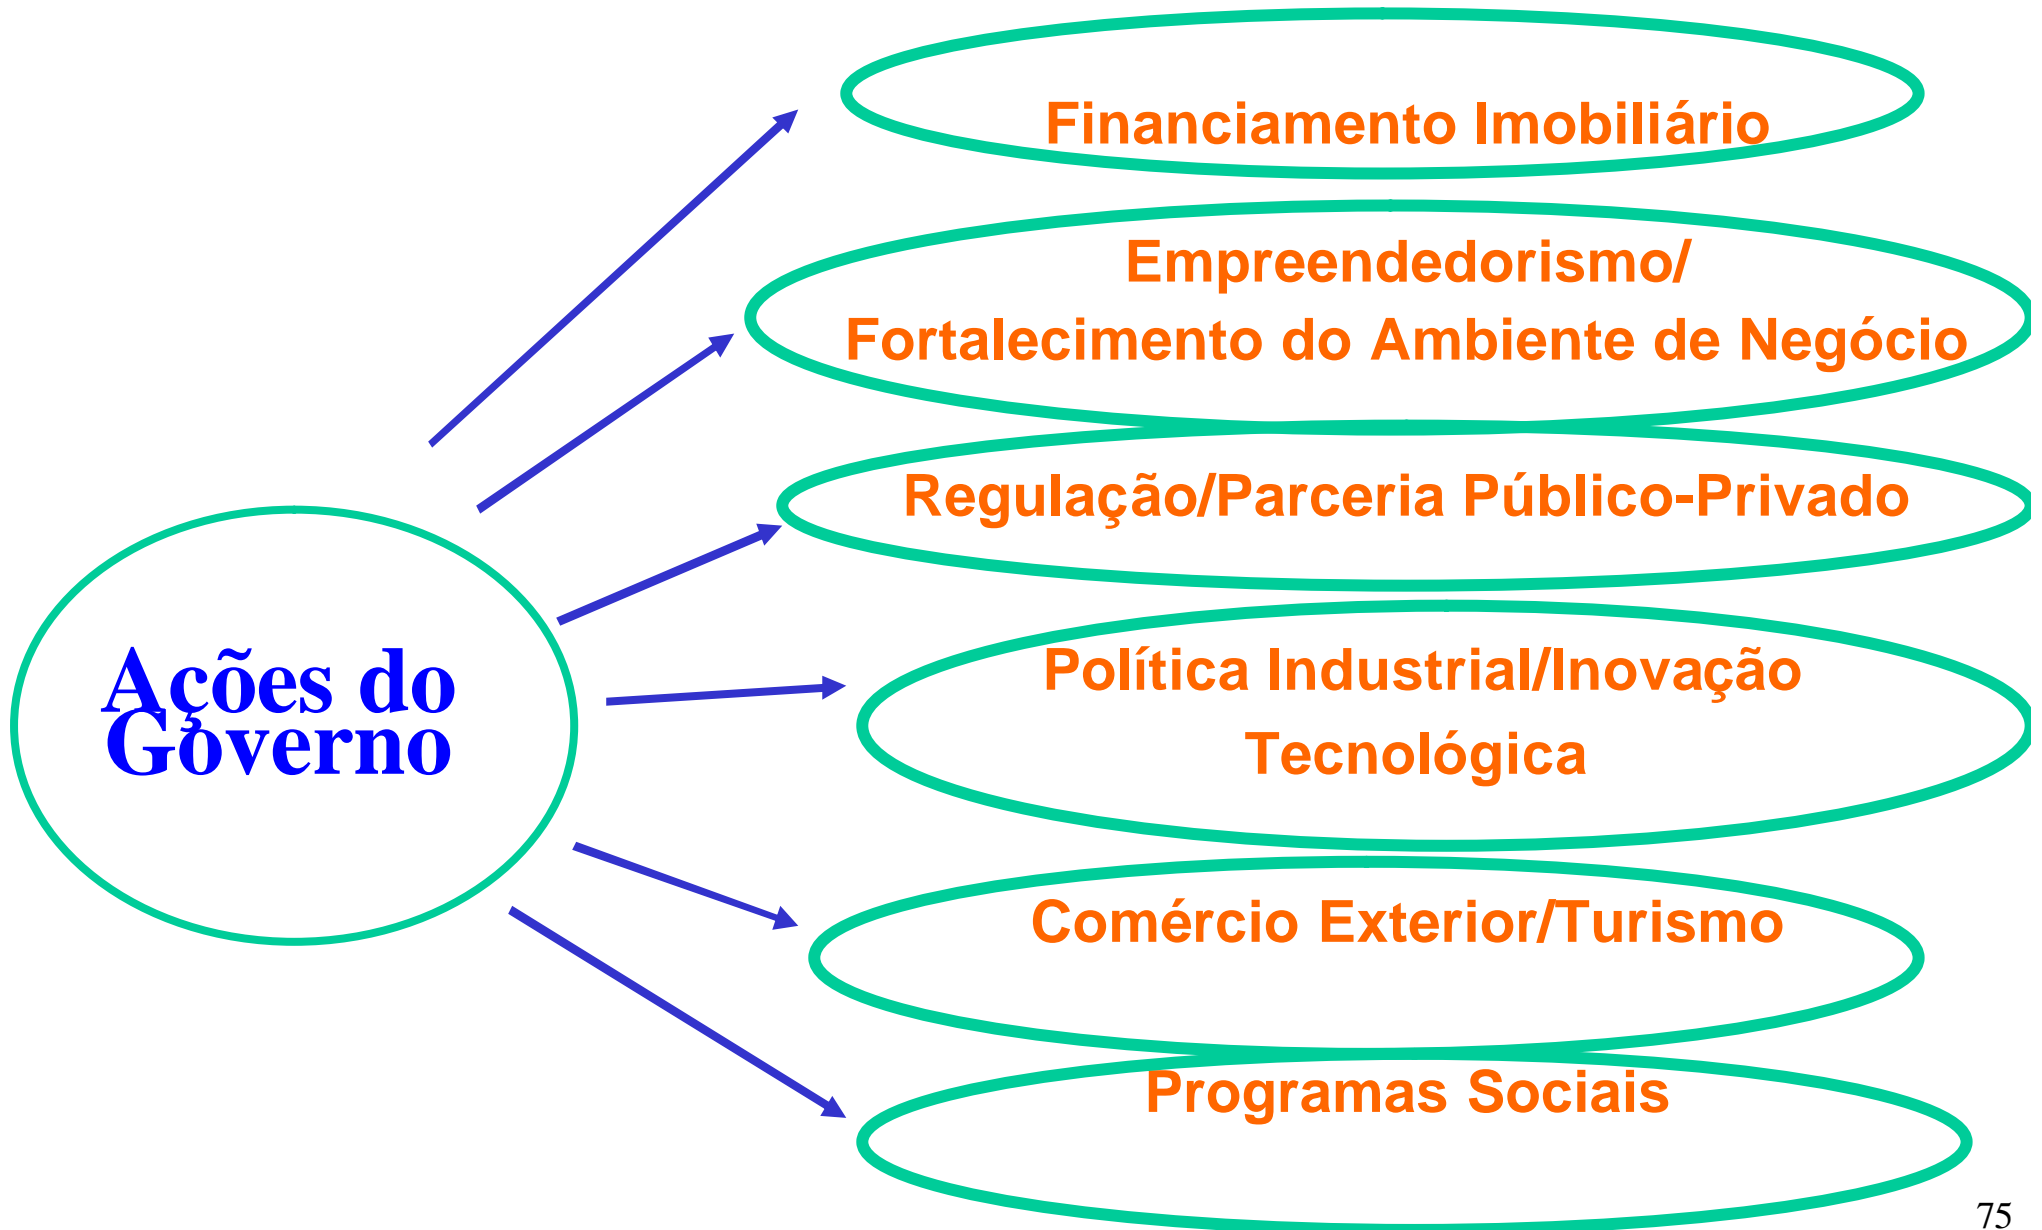 Financiamento Imobiliário
Empreendedorismo/
Fortalecimento do Ambiente de Negócio
Regulação/Parceria Público-Privado
Ações do
Governo
Política Industrial/Inovação
Tecnológica
Comércio Exterior/Turismo
Programas Sociais
75